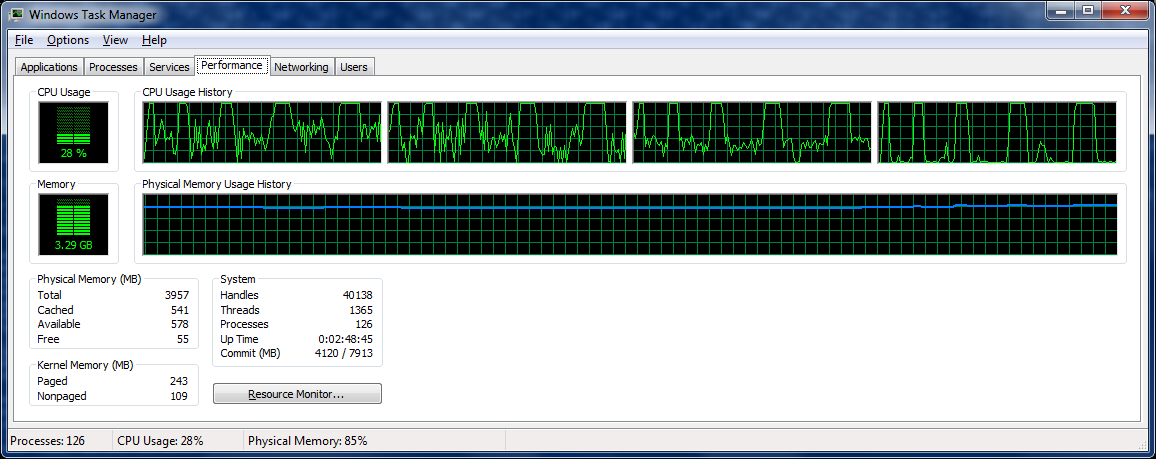 Windows Task Manager
File Options View Help
Applications Processes Services Performance Networking Users
CPU Usage
28 %
CPU Usage History
Memory
3.29 GB
Physical Memory Usage History
Physical Memory (MB)
Total 3957
Cached 541
Available 578
Free 55
Kernel Memory (MB)
Paged 243
Nonpaged 109
System
Handles 40138
Threads 1365
Processes 126
Up Time 0:02:48:45
Commit (MB) 4120 / 7913
Resource Monitor...
Processes: 126 CPU Usage: 28% Physical Memory: 85%